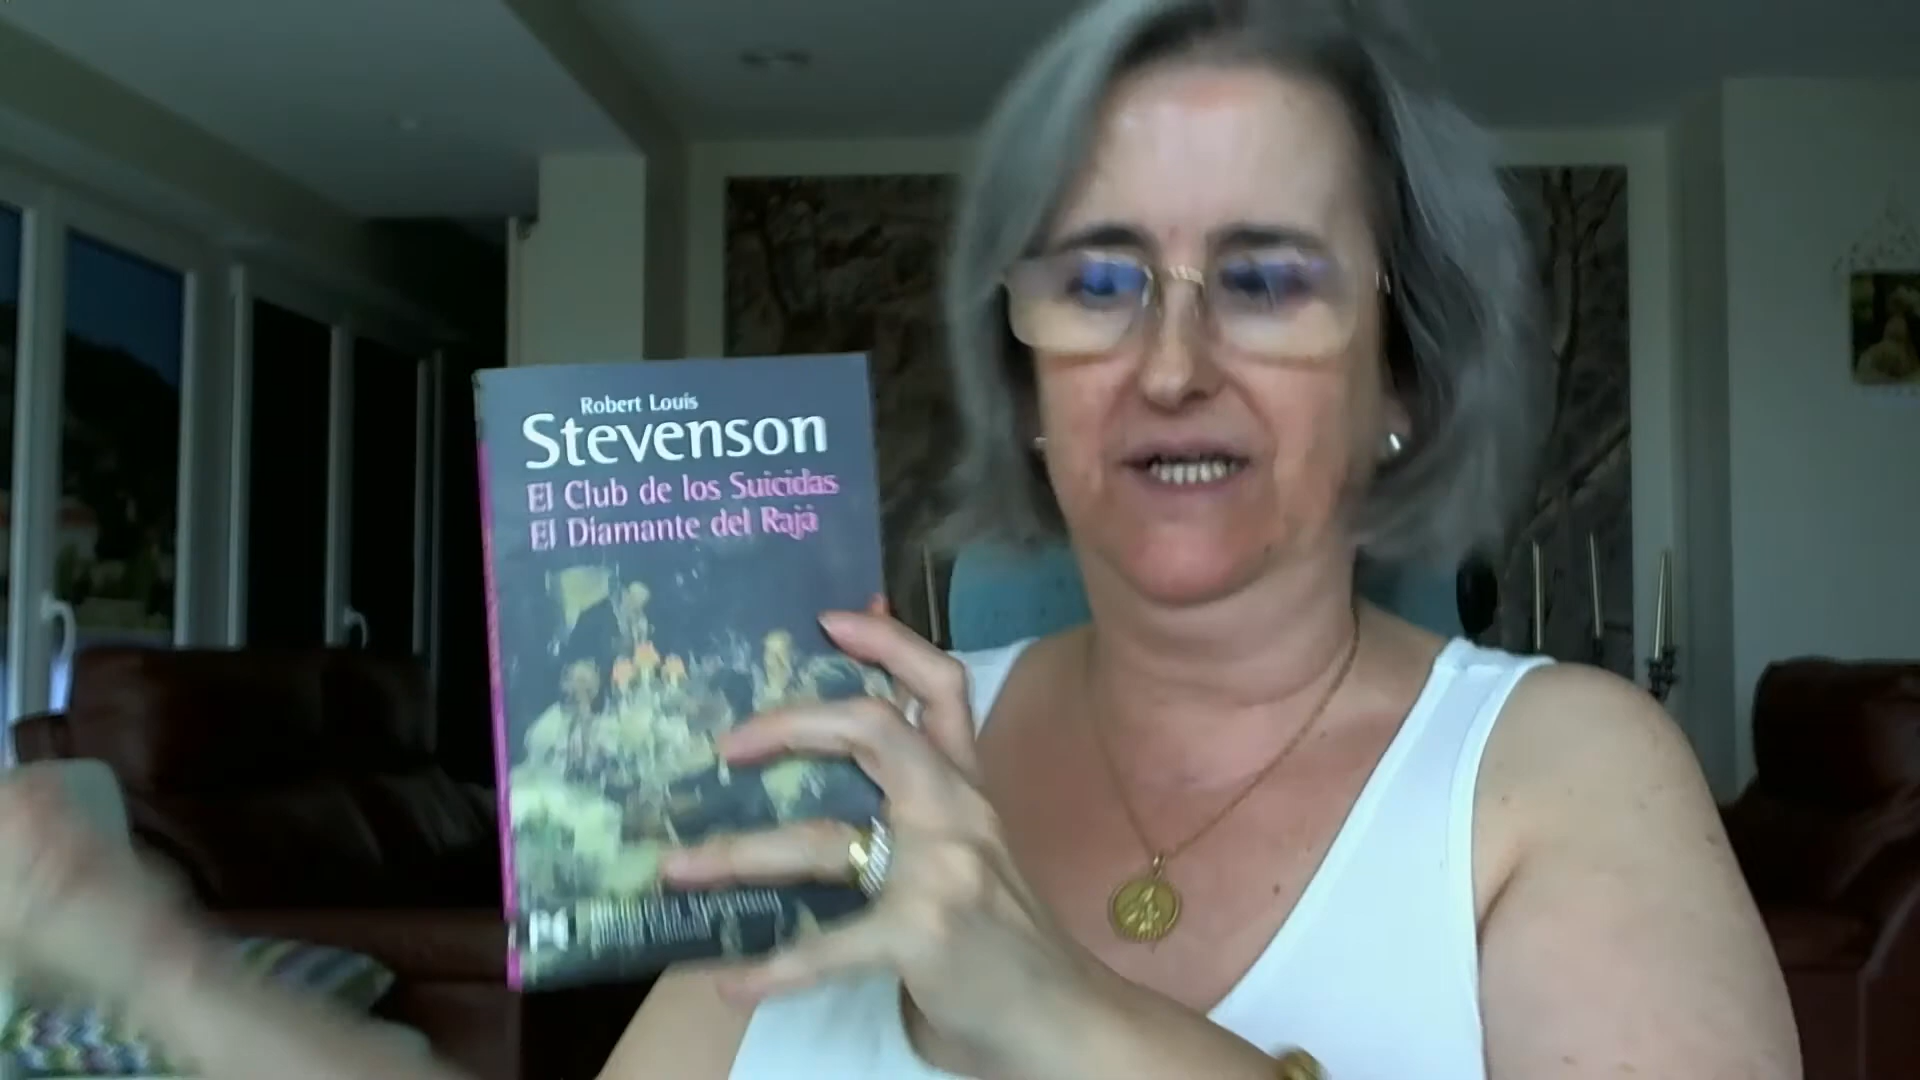 Robert Louis
Stevenson
El Club de los Suicidas
El Diamante del Rajá